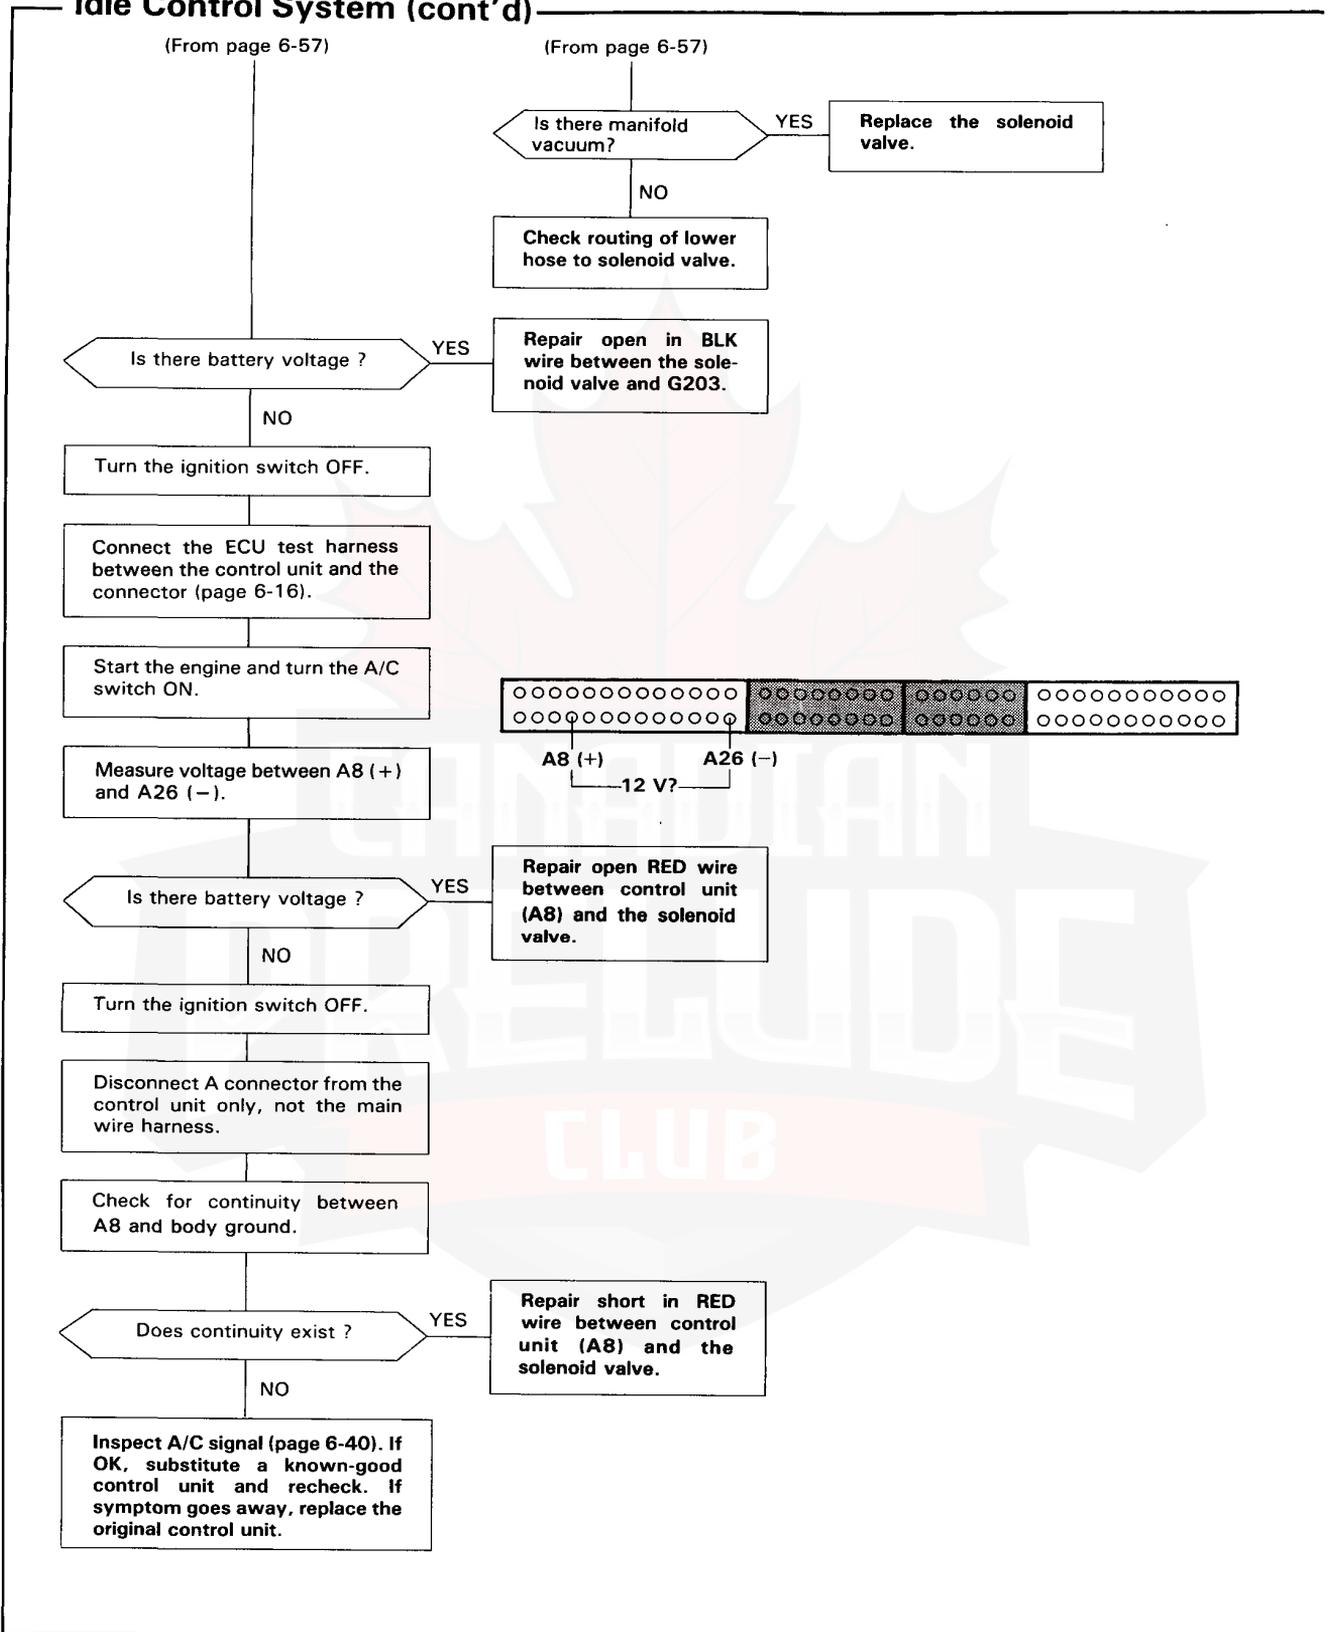 Idle Control System (cont'd)
(From page 6-57)
(From page 6-57)
Is there manifold
vacuum?
YES
Replace the solenoid
valve.
NO
Check routing of lower
hose to solenoid valve.
Is there battery voltage ?
YES
Repair open in BLK
wire between the sole-
noid valve and G203.
NO
Turn the ignition switch OFF.
Connect the ECU test harness
between the control unit and the
connector (page 6-16).
Start the engine and turn the A/C
switch ON.
Measure voltage between A8 (+)
and A26 (−).
A8 (+)
A26 (−)
12 V?
Is there battery voltage ?
YES
Repair open RED wire
between control unit
(A8) and the solenoid
valve.
NO
Turn the ignition switch OFF.
Disconnect A connector from the
control unit only, not the main
wire harness.
Check for continuity between
A8 and body ground.
Does continuity exist ?
YES
Repair short in RED
wire between control
unit (A8) and the
solenoid valve.
NO
Inspect A/C signal (page 6-40). If
OK, substitute a known-good
control unit and recheck. If
symptom goes away, replace the
original control unit.
CANADIAN
PRELUDE
CLUB